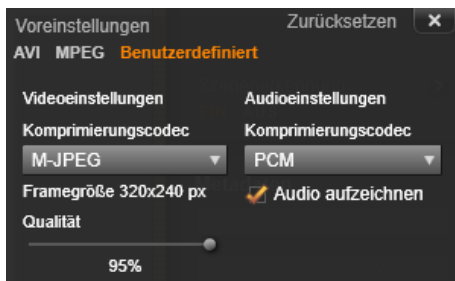 Voreinstellungen Zurücksetzen ×
AVI MPEG Benutzerdefiniert
Videoeinstellungen Audioeinstellungen
Komprimierungscodec Komprimierungscodec
M-JPEG PCM
Framegröße 320x240 px Audio aufzeichnen
Qualität
95%